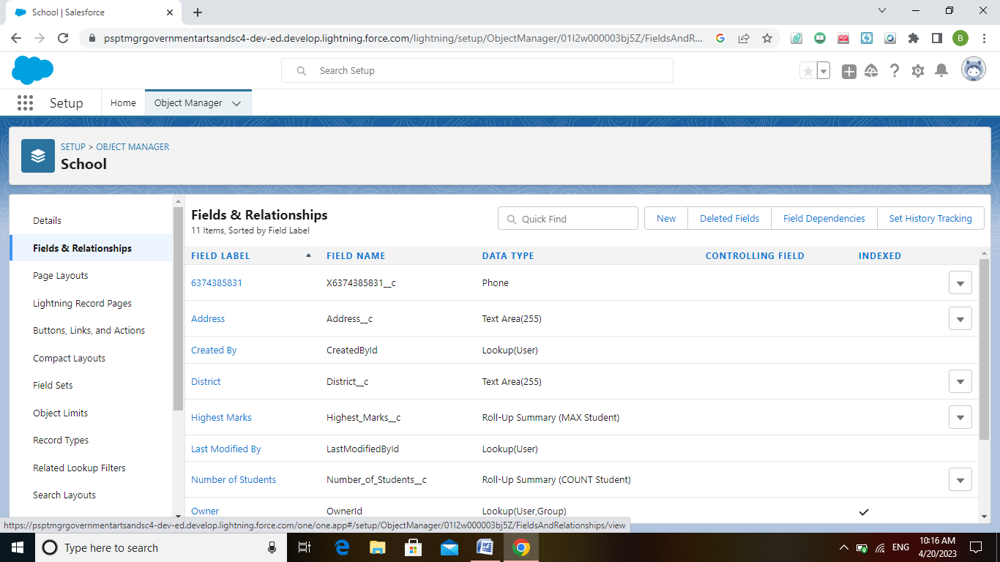 School | Salesforce
psptmgrgovernmentartsandsc4-dev-ed.develop.lightning.force.com/lightning/setup/ObjectManager/01I2w000003bj5Z/FieldsAndR...
B
Search Setup
Setup
Home
Object Manager
SETUP > OBJECT MANAGER
School
Details
Fields & Relationships
Page Layouts
Lightning Record Pages
Buttons, Links, and Actions
Compact Layouts
Field Sets
Object Limits
Record Types
Related Lookup Filters
Search Layouts
Fields & Relationships
11 Items, Sorted by Field Label
Quick Find
New
Deleted Fields
Field Dependencies
Set History Tracking
FIELD LABEL FIELD NAME DATA TYPE CONTROLLING FIELD INDEXED
6374385831 X6374385831__c Phone
Address Address__c Text Area(255)
Created By CreatedById Lookup(User)
District District__c Text Area(255)
Highest Marks Highest_Marks__c Roll-Up Summary (MAX Student)
Last Modified By LastModifiedById Lookup(User)
Number of Students Number_of_Students__c Roll-Up Summary (COUNT Student)
Owner OwnerId Lookup(User,Group)
https://psptmgrgovernmentartsandsc4-dev-ed.develop.lightning.force.com/one/one.app#/setup/ObjectManager/01I2w000003bj5Z/FieldsAndRelationships/view
Type here to search
ENG
10:16 AM
4/20/2023